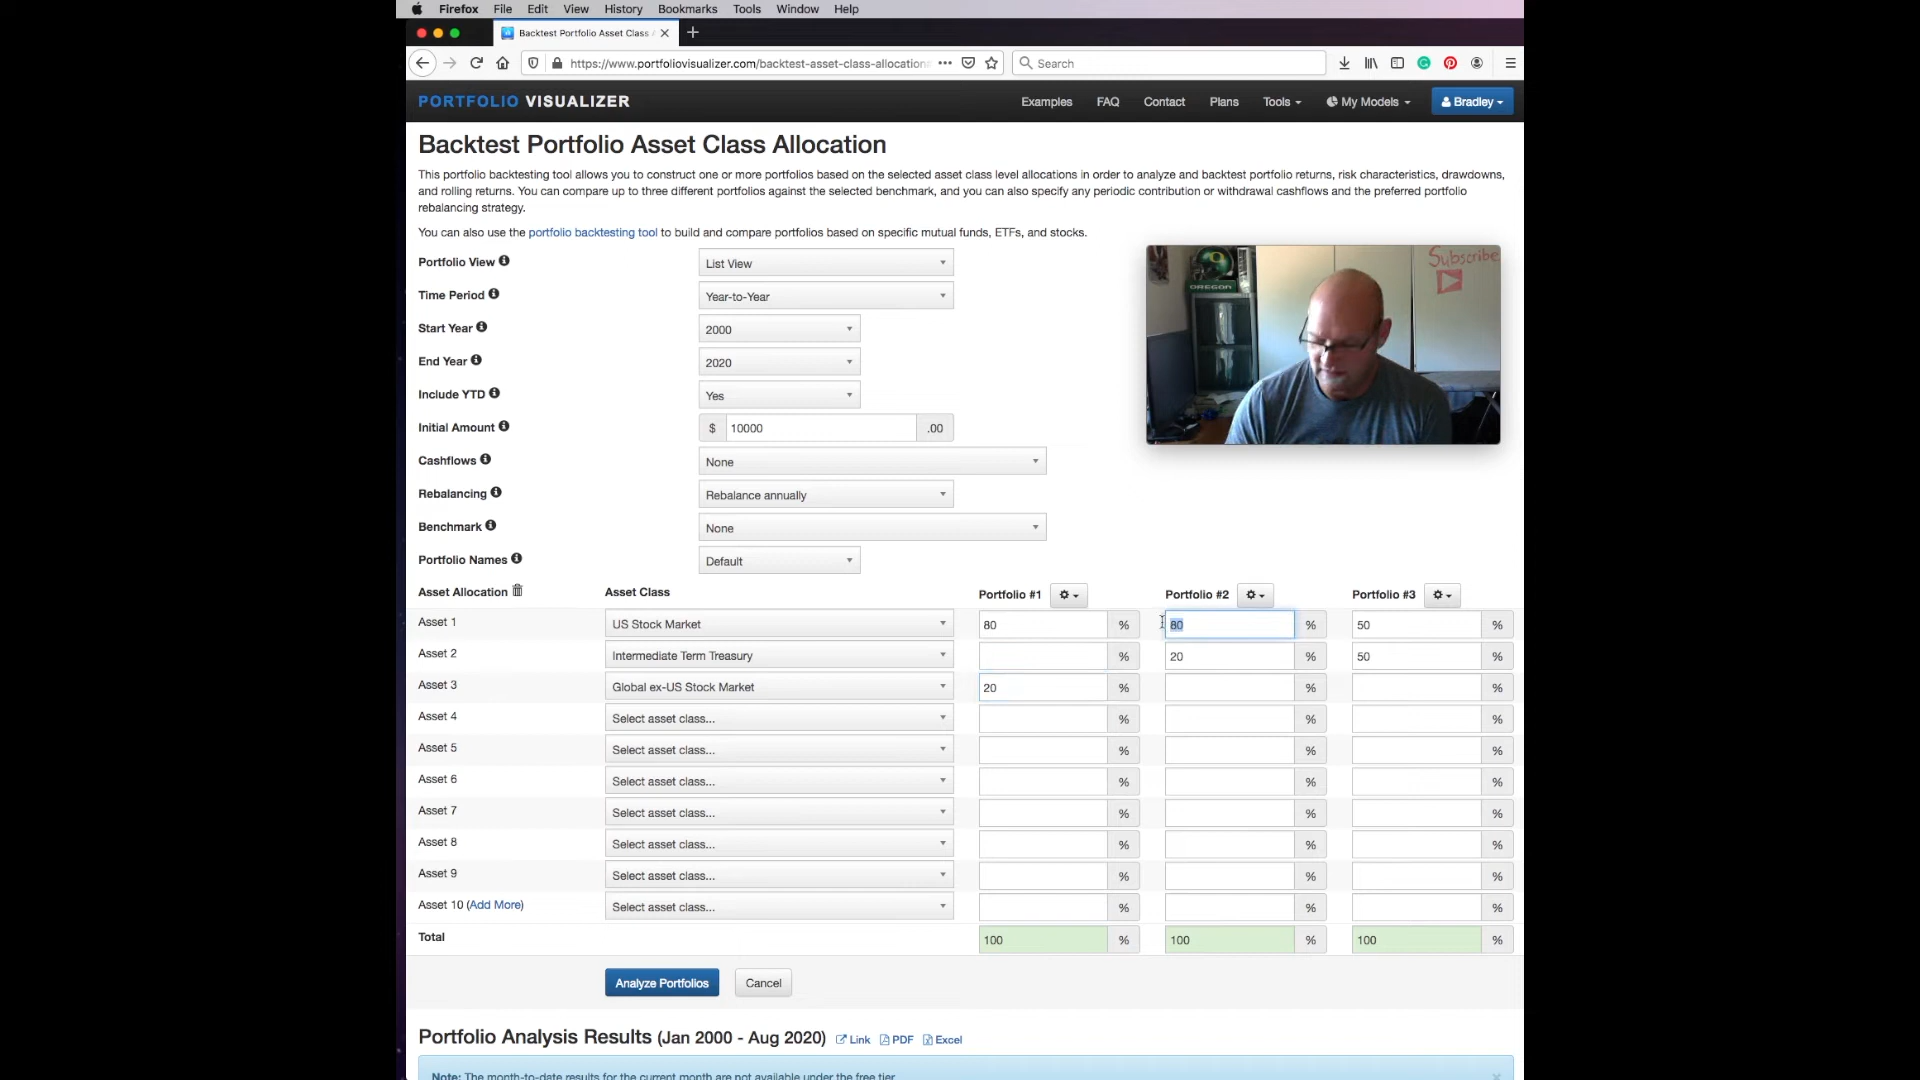 Firefox File Edit View History Bookmarks Tools Window Help
Backtest Portfolio Asset Class
https://www.portfoliovisualizer.com/backtest-asset-class-allocation Search
PORTFOLIO VISUALIZER Examples FAQ Contact Plans Tools My Models Bradley
Backtest Portfolio Asset Class Allocation
This portfolio backtesting tool allows you to construct one or more portfolios based on the selected asset class level allocations in order to analyze and backtest portfolio returns, risk characteristics, drawdowns,
and rolling returns. You can compare up to three different portfolios against the selected benchmark, and you can also specify any periodic contribution or withdrawal cashflows and the preferred portfolio
rebalancing strategy.
You can also use the portfolio backtesting tool to build and compare portfolios based on specific mutual funds, ETFs, and stocks.
Subscribe
OREGON
Portfolio View List View
Time Period Year-to-Year
Start Year 2000
End Year 2020
Include YTD Yes
Initial Amount $ 10000 .00
Cashflows None
Rebalancing Rebalance annually
Benchmark None
Portfolio Names Default
Asset Allocation Asset Class Portfolio #1 Portfolio #2 Portfolio #3
Asset 1 US Stock Market 80 % 80 % 50 %
Asset 2 Intermediate Term Treasury % 20 % 50 %
Asset 3 Global ex-US Stock Market 20 % % %
Asset 4 Select asset class... % % %
Asset 5 Select asset class... % % %
Asset 6 Select asset class... % % %
Asset 7 Select asset class... % % %
Asset 8 Select asset class... % % %
Asset 9 Select asset class... % % %
Asset 10 (Add More) Select asset class... % % %
Total 100 % 100 % 100 %
Analyze Portfolios Cancel
Portfolio Analysis Results (Jan 2000 - Aug 2020) Link PDF Excel
Note: The month-to-date results for the current month are not available under the free tier